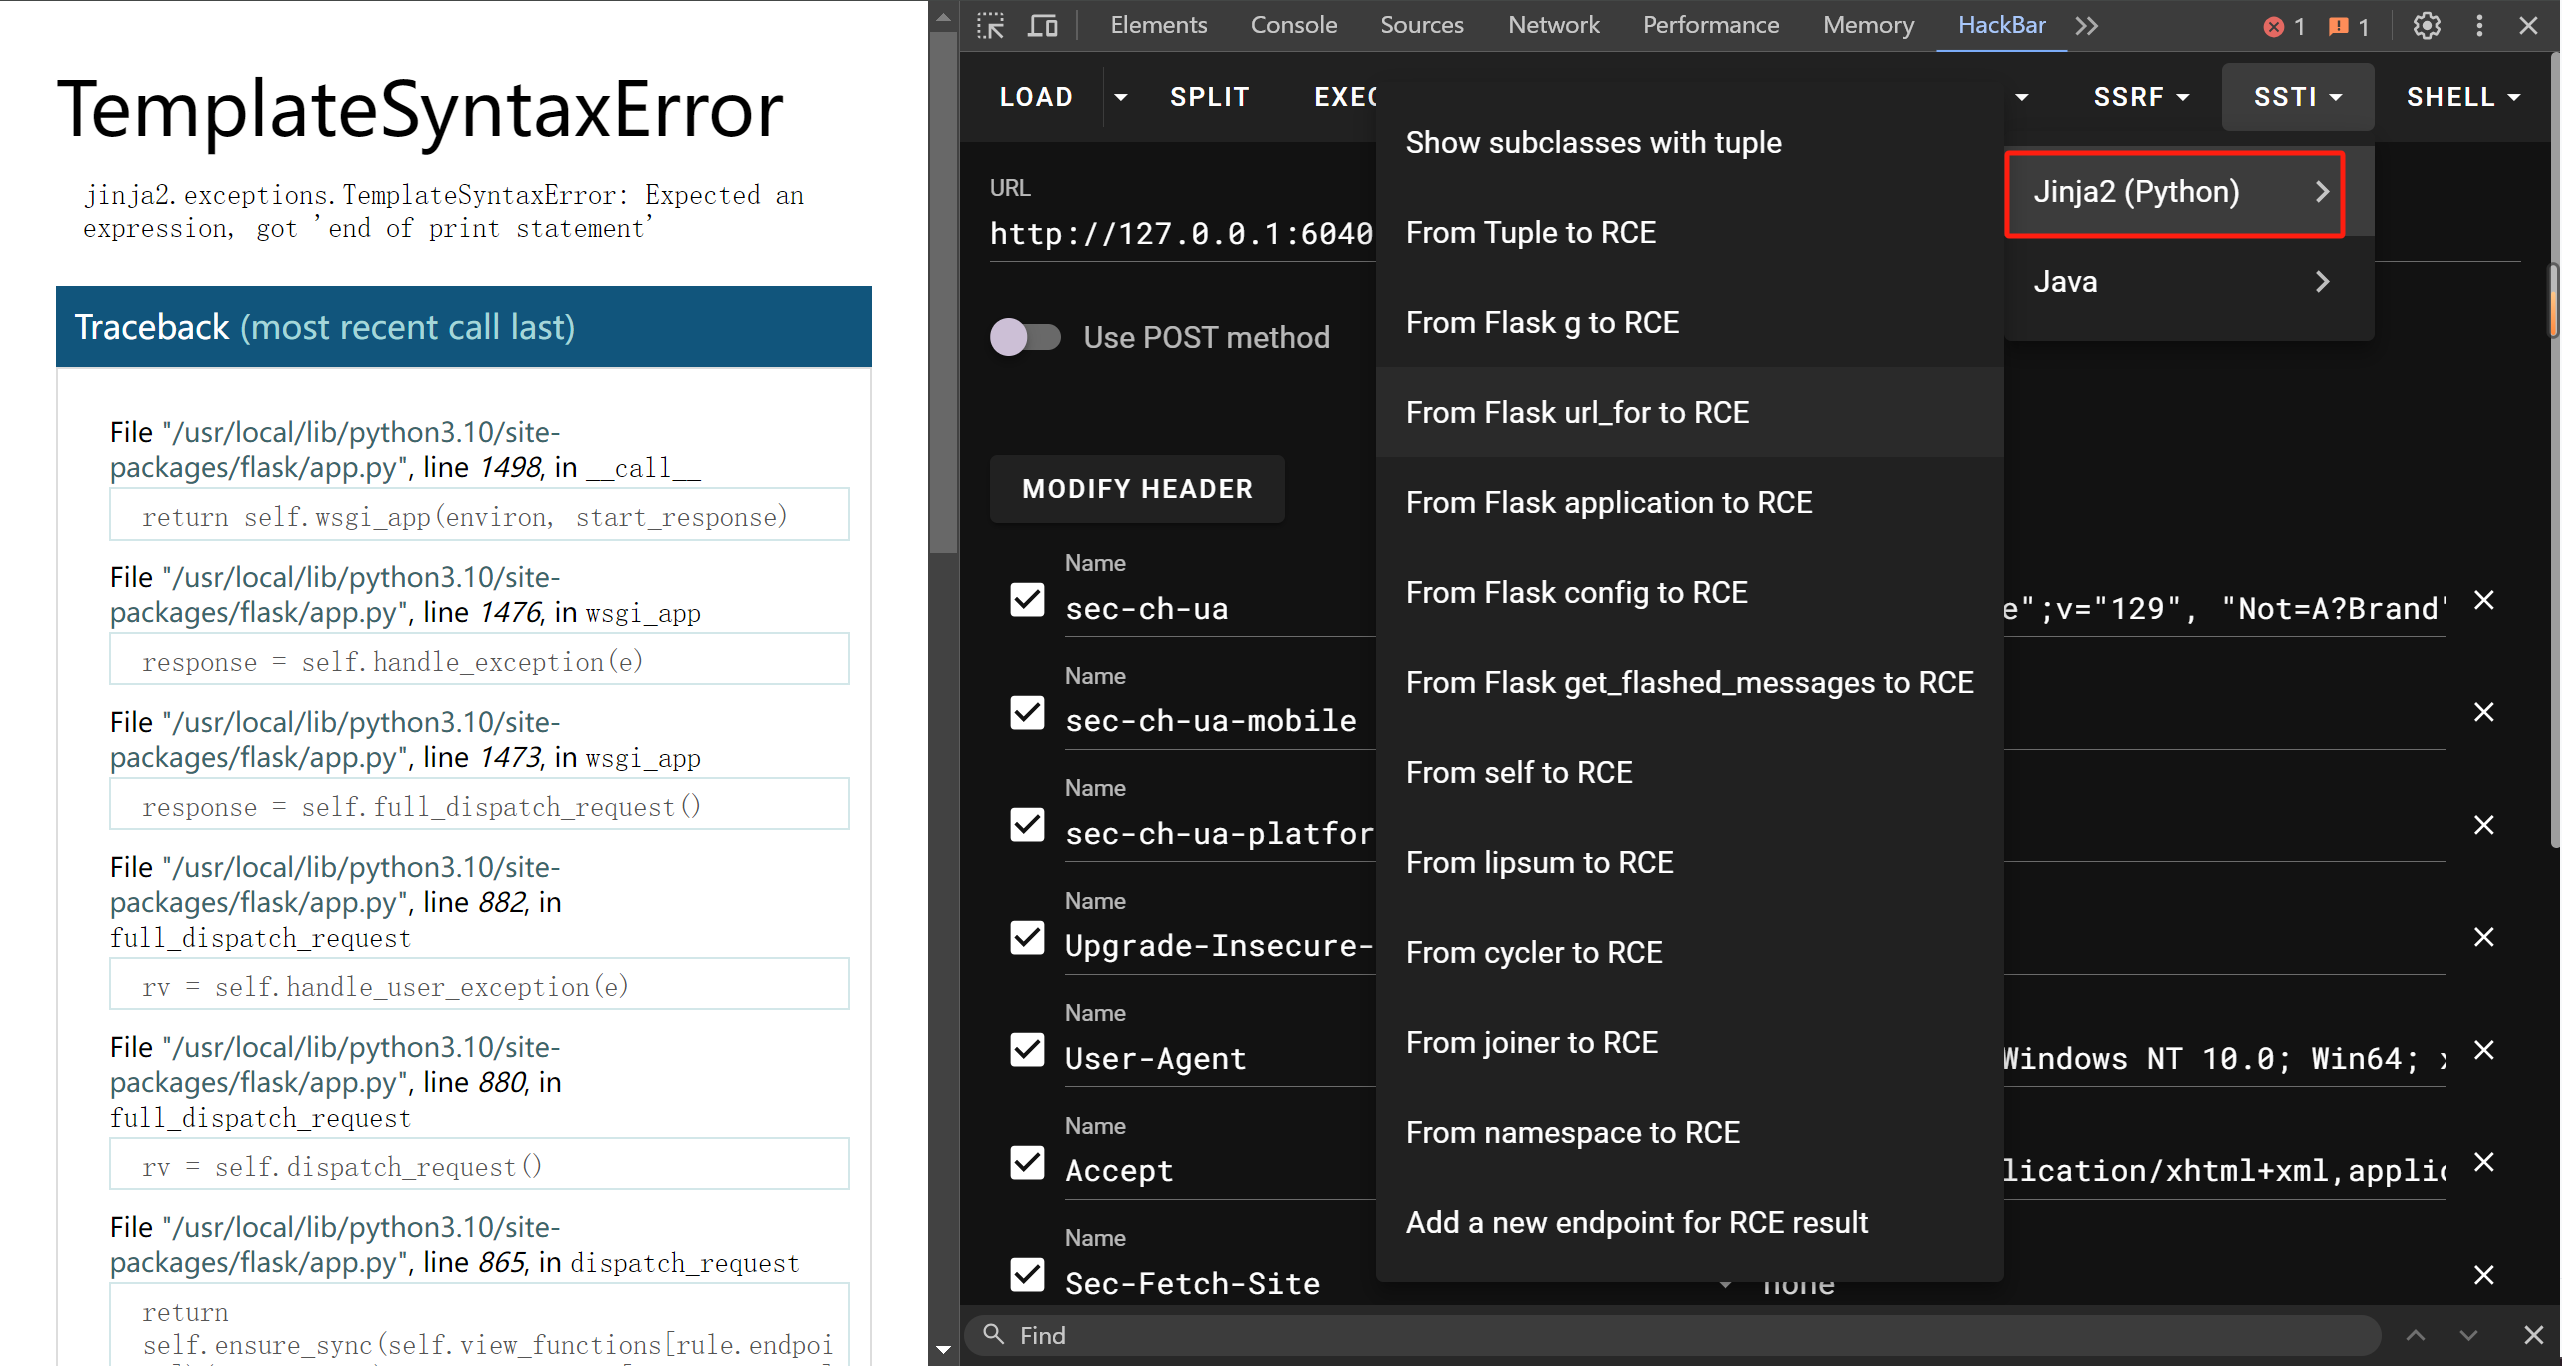 TemplateSyntaxError
jinja2.exceptions.TemplateSyntaxError: Expected an
expression, got 'end of print statement'
Traceback (most recent call last)
File "/usr/local/lib/python3.10/site-
packages/flask/app.py", line 1498, in __call__
return self.wsgi_app(environ, start_response)
File "/usr/local/lib/python3.10/site-
packages/flask/app.py", line 1476, in wsgi_app
response = self.handle_exception(e)
File "/usr/local/lib/python3.10/site-
packages/flask/app.py", line 1473, in wsgi_app
response = self.full_dispatch_request()
File "/usr/local/lib/python3.10/site-
packages/flask/app.py", line 882, in
full_dispatch_request
rv = self.handle_user_exception(e)
File "/usr/local/lib/python3.10/site-
packages/flask/app.py", line 880, in
full_dispatch_request
rv = self.dispatch_request()
File "/usr/local/lib/python3.10/site-
packages/flask/app.py", line 865, in dispatch_request
return
self.ensure_sync(self.view_functions[rule.endpoi
Elements Console Sources Network Performance Memory HackBar 1 1
LOAD SPLIT EXEC SSRF SSTI SHELL
URL
http://127.0.0.1:6040
Use POST method
MODIFY HEADER
Name
sec-ch-ua e";v="129", "Not=A?Brand"
Name
sec-ch-ua-mobile
Name
sec-ch-ua-platfor
Name
Upgrade-Insecure-
Name
User-Agent Windows NT 10.0; Win64; x
Name
Accept lication/xhtml+xml,applic
Name
Sec-Fetch-Site none
Show subclasses with tuple
From Tuple to RCE
From Flask g to RCE
From Flask url_for to RCE
From Flask application to RCE
From Flask config to RCE
From Flask get_flashed_messages to RCE
From self to RCE
From lipsum to RCE
From cycler to RCE
From joiner to RCE
From namespace to RCE
Add a new endpoint for RCE result
Jinja2 (Python)
Java
Find